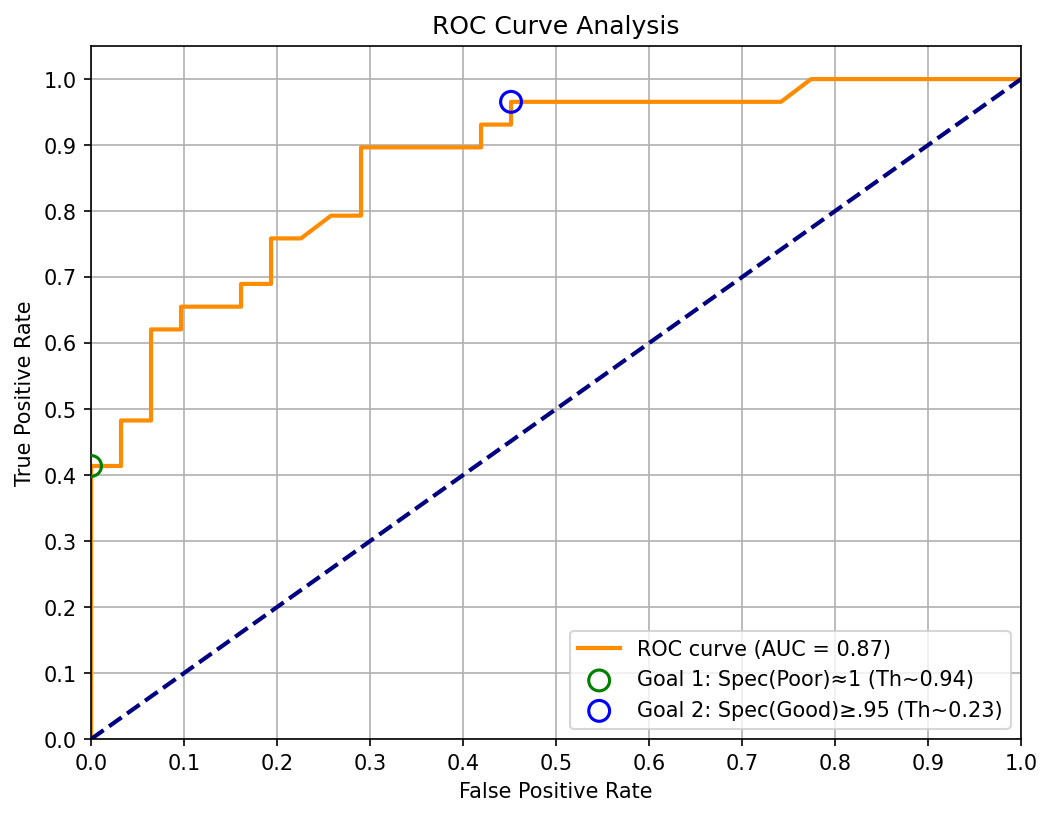 ROC Curve Analysis
True Positive Rate
1.0
0.9
0.8
0.7
0.6
0.5
0.4
0.3
0.2
0.1
0.0
ROC curve (AUC = 0.87)
Goal 1: Spec(Poor)≈1 (Th~0.94)
Goal 2: Spec(Good)≥.95 (Th~0.23)
0.0 0.1 0.2 0.3 0.4 0.5 0.6 0.7 0.8 0.9 1.0
False Positive Rate